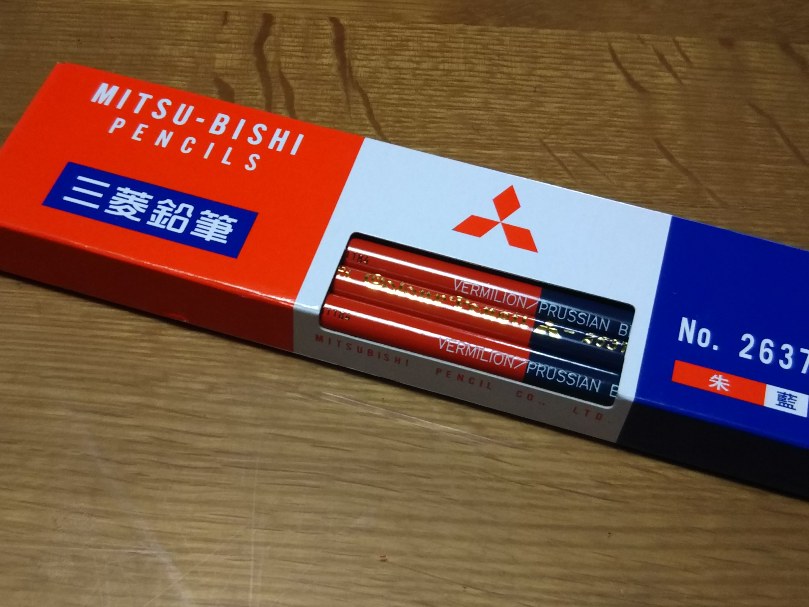 MITSU-BISHI
PENCILS
三菱鉛筆
VERMILION/PRUSSIAN B
VERMILION/PRUSSIAN
MITSUBISHI PENCIL CO., LTD.
No. 2637
朱 藍